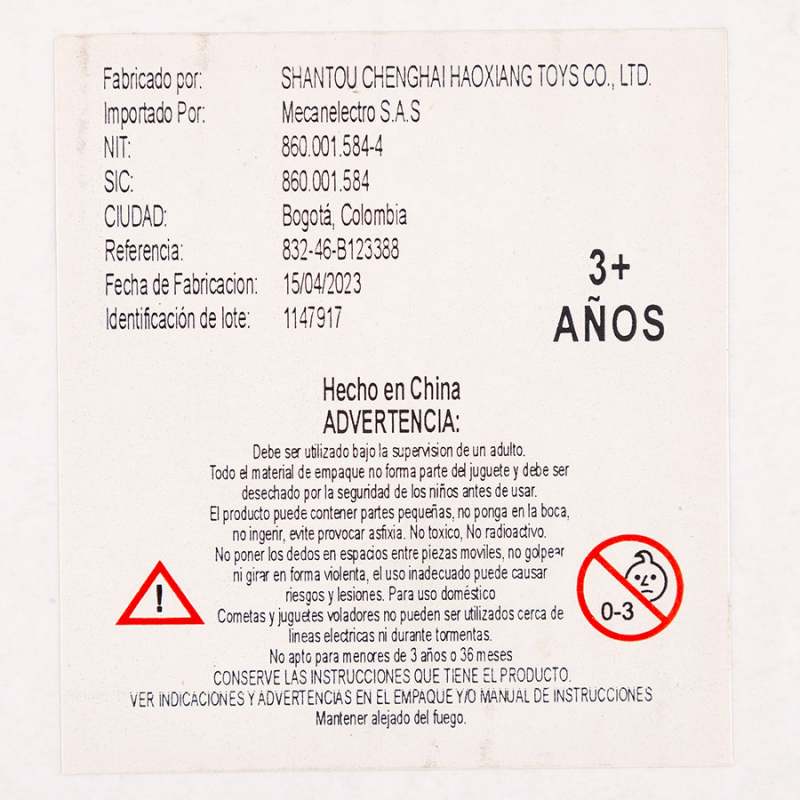 Fabricado por: SHANTOU CHENGHAI HAOXIANG TOYS CO., LTD.
Importado Por: Mecanelectro S.A.S
NIT: 860.001.584-4
SIC: 860.001.584
CIUDAD: Bogotá, Colombia
Referencia: 832-46-B123388
Fecha de Fabricacion: 15/04/2023
Identificación de lote: 1147917
3+
AÑOS
Hecho en China
ADVERTENCIA:
Debe ser utilizado bajo la supervision de un adulto.
Todo el material de empaque no forma parte del juguete y debe ser
desechado por la seguridad de los niños antes de usar.
El producto puede contener partes pequeñas, no ponga en la boca,
no ingerir, evite provocar asfixia. No toxico, No radioactivo.
No poner los dedos en espacios entre piezas moviles, no golpear
ni girar en forma violenta, el uso inadecuado puede causar
riesgos y lesiones. Para uso doméstico
Cometas y juguetes voladores no pueden ser utilizados cerca de
lineas electricas ni durante tormentas.
No apto para menores de 3 años o 36 meses
CONSERVE LAS INSTRUCCIONES QUE TIENE EL PRODUCTO.
VER INDICACIONES Y ADVERTENCIAS EN EL EMPAQUE Y/O MANUAL DE INSTRUCCIONES
Mantener alejado del fuego.
!
0-3